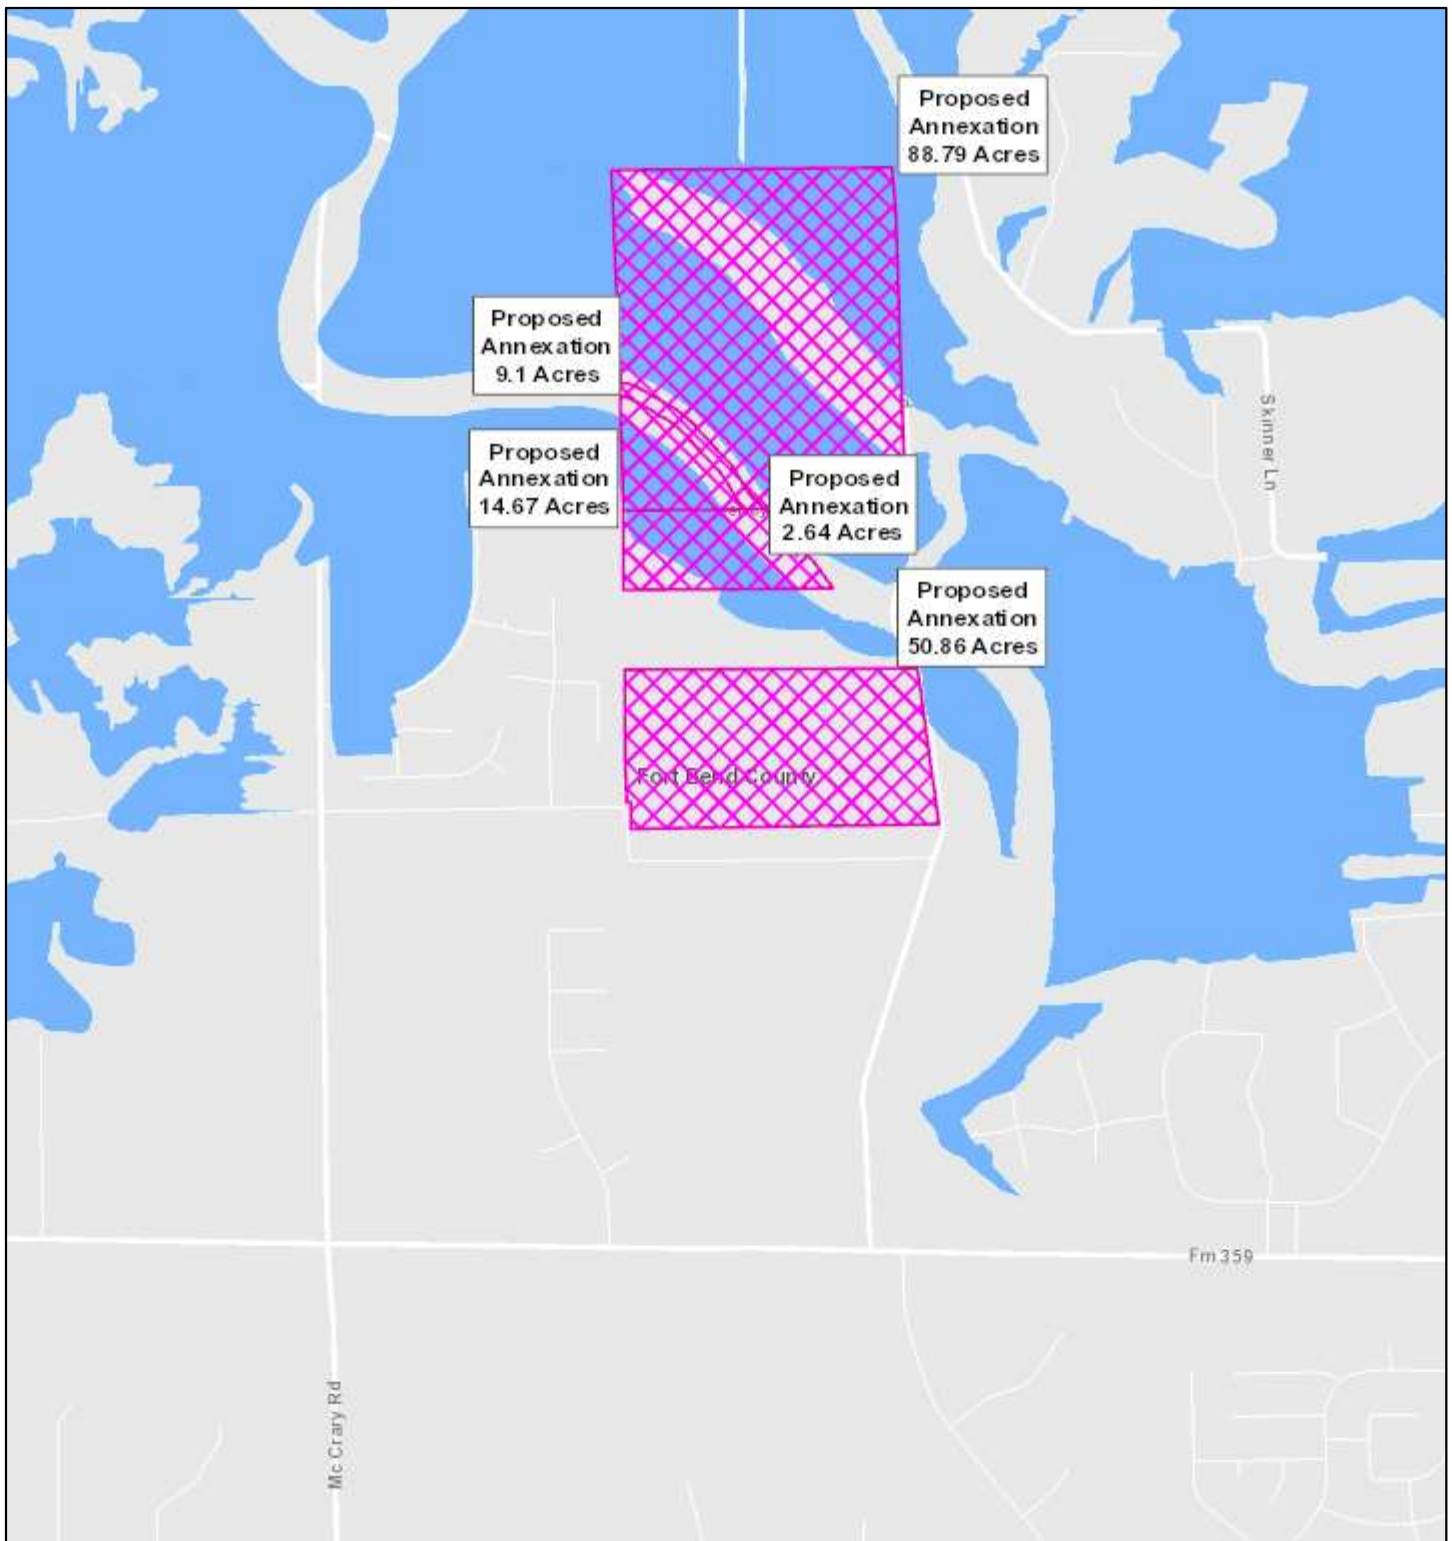 Proposed
Annexation
88.79 Acres
Proposed
Annexation
9.1 Acres
Proposed
Annexation
14.67 Acres
Proposed
Annexation
2.64 Acres
Proposed
Annexation
50.86 Acres
Skinner Ln
Fort Bend County
Fm 359
Mc Crary Rd